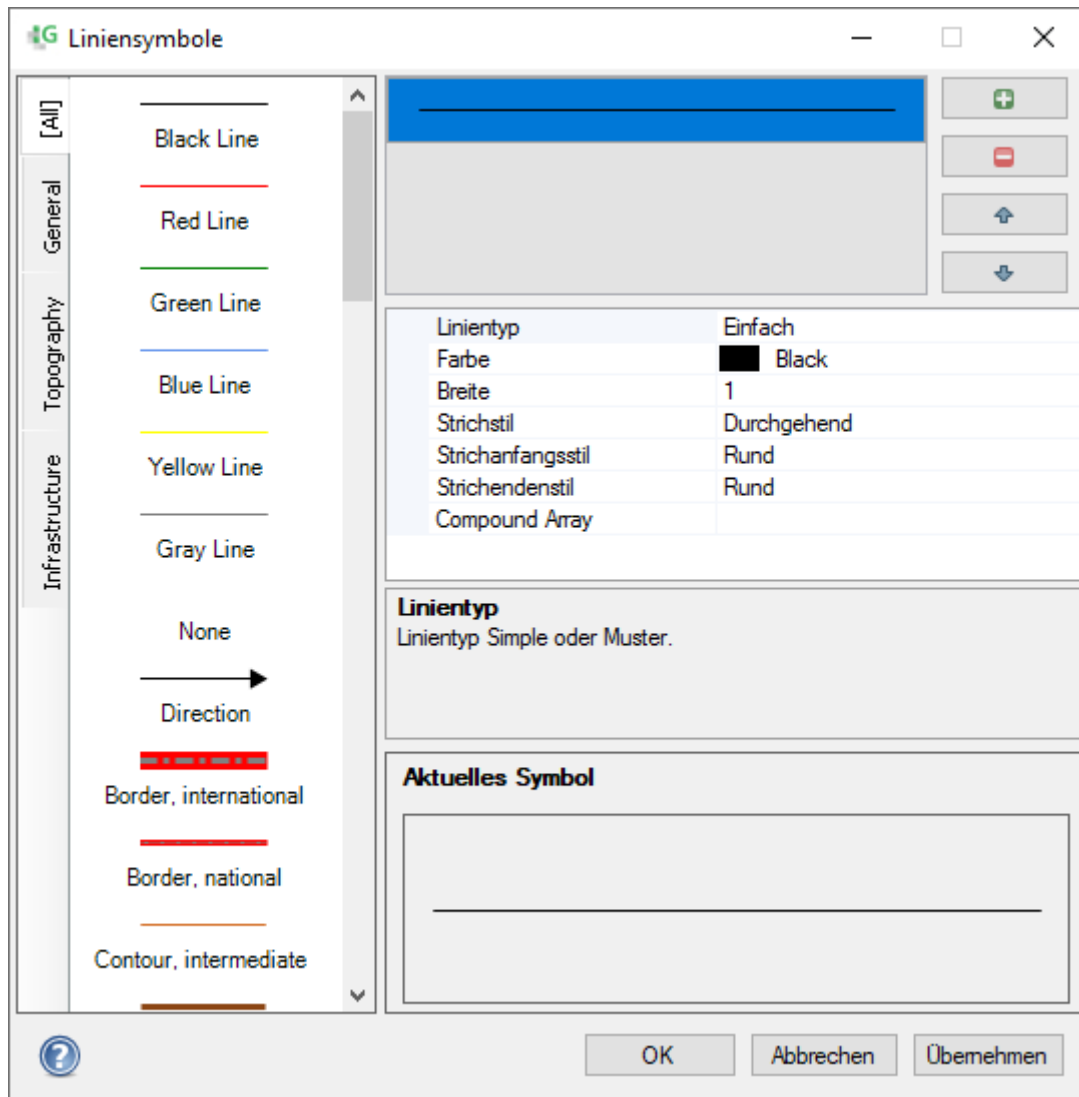 Liniensymbole
[All]
General
Topography
Infrastructure
Black Line
Red Line
Green Line
Blue Line
Yellow Line
Gray Line
None
Direction
Border, international
Border, national
Contour, intermediate
Linientyp Einfach
Farbe Black
Breite 1
Strichstil Durchgehend
Strichanfangsstil Rund
Strichendenstil Rund
Compound Array
Linientyp
Linientyp Simple oder Muster.
Aktuelles Symbol
OK
Abbrechen
Übernehmen